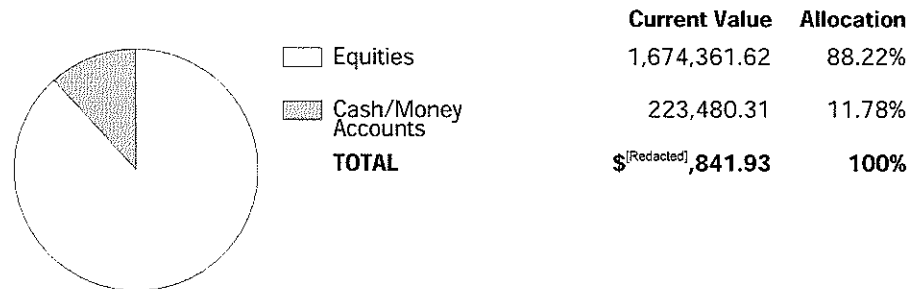 Current Value Allocation
Equities 1,674,361.62 88.22%
Cash/Money
Accounts 223,480.31 11.78%
TOTAL $[Redacted],841.93 100%